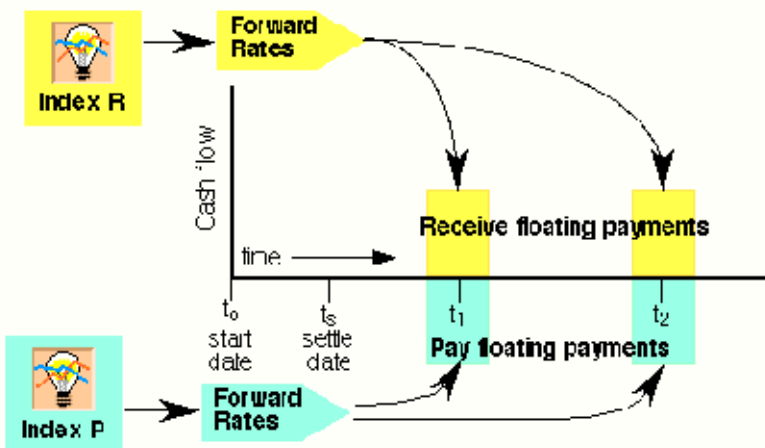 Forward
Rates
Index R
Cash flow
Receive floating payments
time
t₀
start
date
tₛ
settle
date
t₁
t₂
Pay floating payments
Index P
Forward
Rates